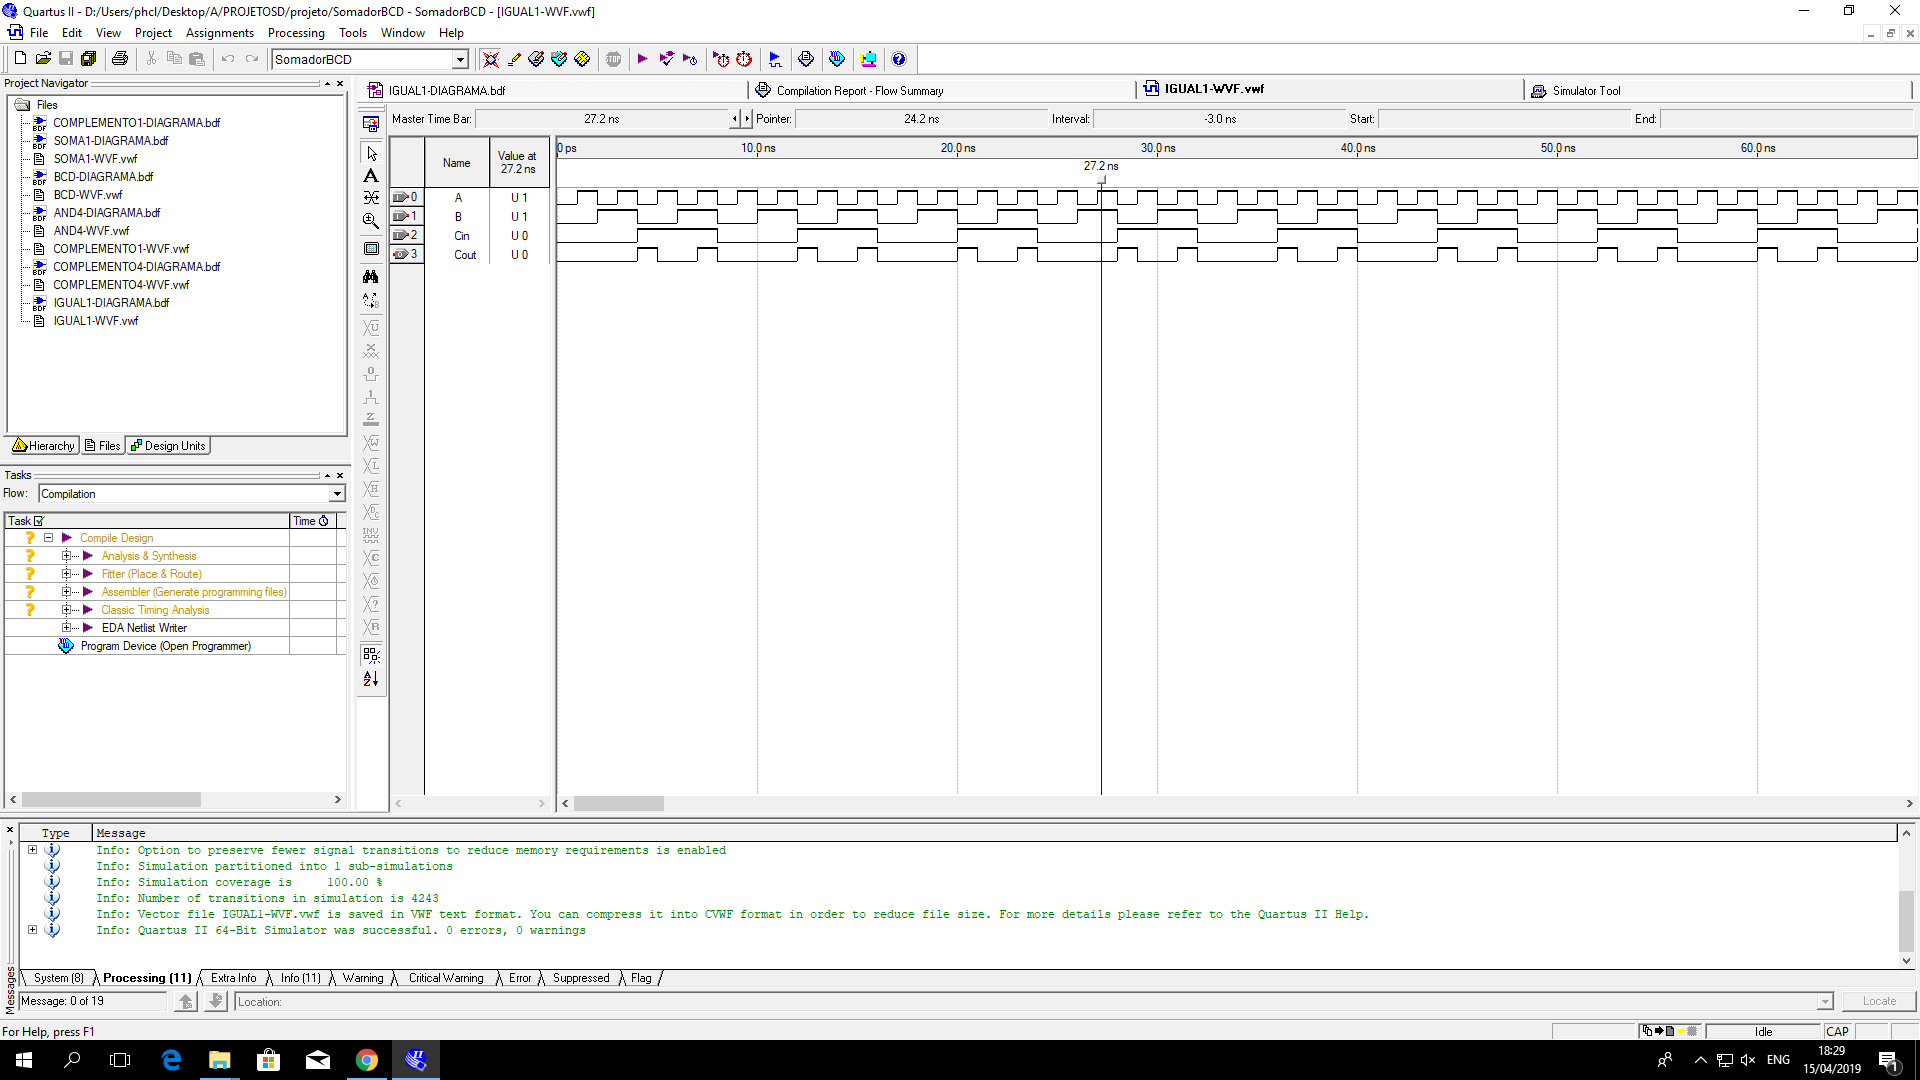 Quartus II - D:/Users/phcl/Desktop/A/PROJETOSD/projeto/SomadorBCD - SomadorBCD - [IGUAL1-WVF.vwf]
File Edit View Project Assignments Processing Tools Window Help
SomadorBCD
Project Navigator
Files
COMPLEMENTO1-DIAGRAMA.bdf
SOMA1-DIAGRAMA.bdf
SOMA1-WVF.vwf
BCD-DIAGRAMA.bdf
BCD-WVF.vwf
AND4-DIAGRAMA.bdf
AND4-WVF.vwf
COMPLEMENTO1-WVF.vwf
COMPLEMENTO4-DIAGRAMA.bdf
COMPLEMENTO4-WVF.vwf
IGUAL1-DIAGRAMA.bdf
IGUAL1-WVF.vwf
Hierarchy Files Design Units
Tasks
Flow: Compilation
Task Time
Compile Design
Analysis & Synthesis
Fitter (Place & Route)
Assembler (Generate programming files)
Classic Timing Analysis
EDA Netlist Writer
Program Device (Open Programmer)
IGUAL1-DIAGRAMA.bdf Compilation Report - Flow Summary IGUAL1-WVF.vwf Simulator Tool
Master Time Bar: 27.2 ns Pointer: 24.2 ns Interval: -3.0 ns Start: End:
Name Value at 27.2 ns
0 ps 10.0 ns 20.0 ns 30.0 ns 40.0 ns 50.0 ns 60.0 ns
27.2 ns
0 A U 1
1 B U 1
2 Cin U 0
3 Cout U 0
Type Message
Info: Option to preserve fewer signal transitions to reduce memory requirements is enabled
Info: Simulation partitioned into 1 sub-simulations
Info: Simulation coverage is 100.00 %
Info: Number of transitions in simulation is 4243
Info: Vector file IGUAL1-WVF.vwf is saved in VWF text format. You can compress it into CVWF format in order to reduce file size. For more details please refer to the Quartus II Help.
Info: Quartus II 64-Bit Simulator was successful. 0 errors, 0 warnings
System (8) Processing (11) Extra Info Info (11) Warning Critical Warning Error Suppressed Flag
Messages
Message: 0 of 19 Location: Locate
For Help, press F1 Idle CAP
ENG
18:29
15/04/2019
1